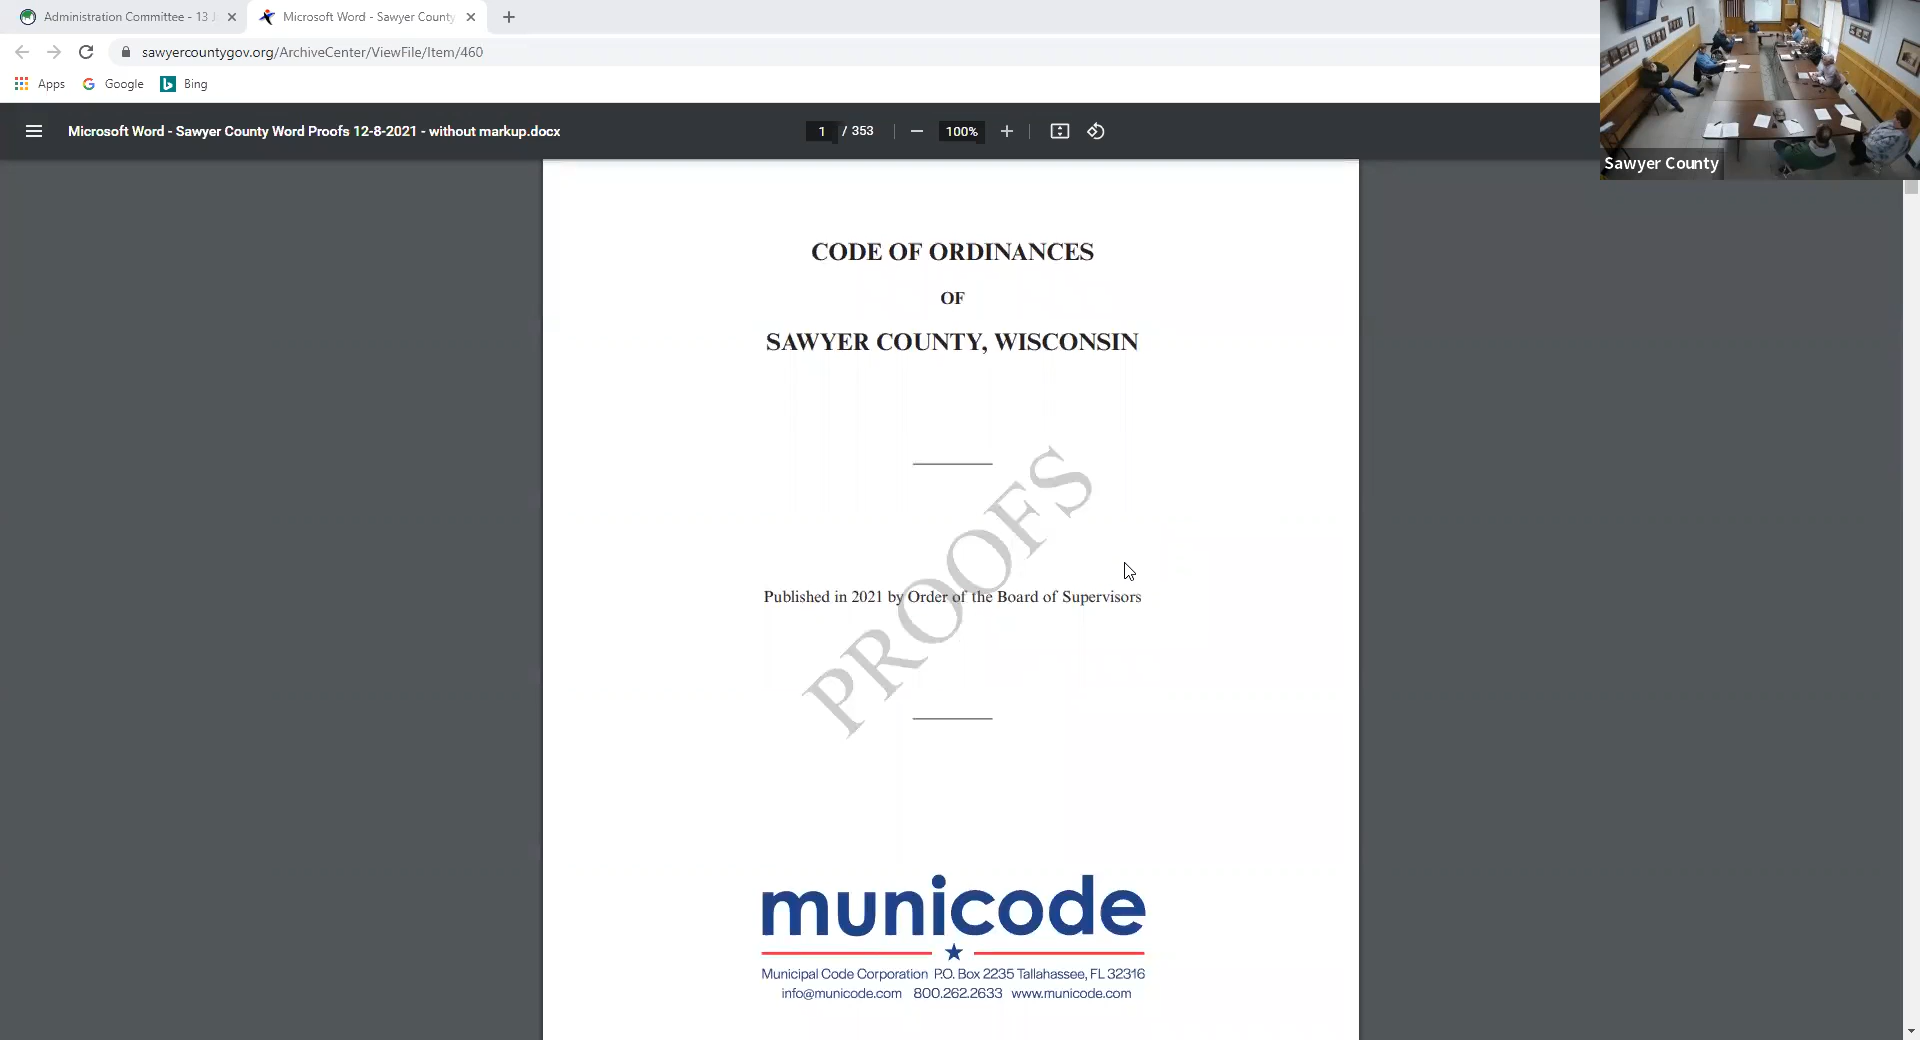 Administration Committee - 13 J
Microsoft Word - Sawyer County
sawyercountygov.org/ArchiveCenter/ViewFile/Item/460
Apps
Google
Bing
Microsoft Word - Sawyer County Word Proofs 12-8-2021 - without markup.docx
1 / 353
100%
Sawyer County
CODE OF ORDINANCES
OF
SAWYER COUNTY, WISCONSIN
PROOFS
Published in 2021 by Order of the Board of Supervisors
municode
Municipal Code Corporation P.O. Box 2235 Tallahassee, FL 32316
info@municode.com 800.262.2633 www.municode.com